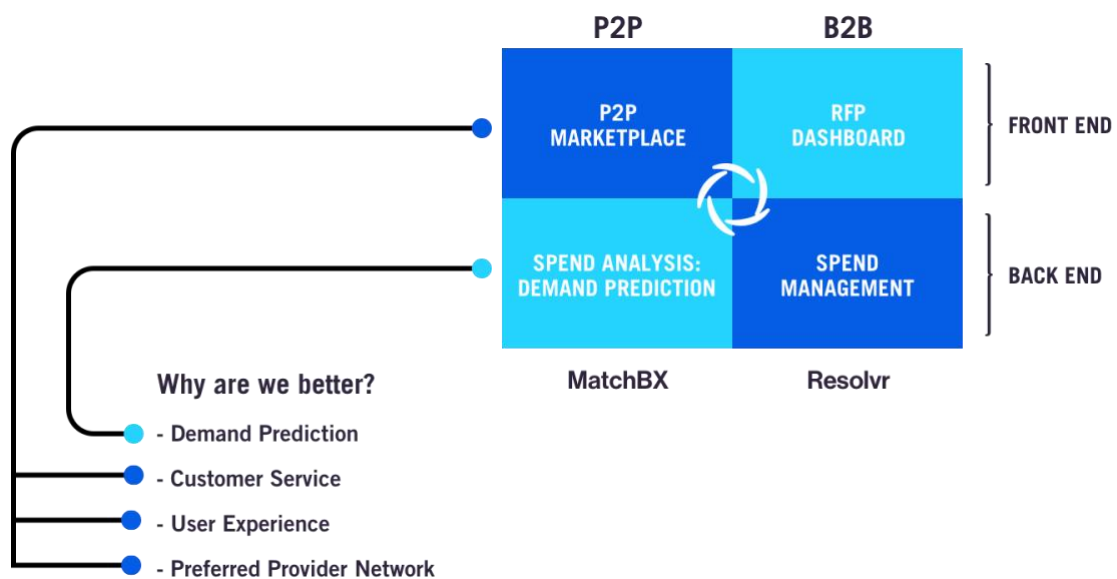 P2P
B2B
P2P
MARKETPLACE
RFP
DASHBOARD
FRONT END
SPEND ANALYSIS:
DEMAND PREDICTION
SPEND
MANAGEMENT
BACK END
MatchBX
Resolvr
Why are we better?
- Demand Prediction
- Customer Service
- User Experience
- Preferred Provider Network